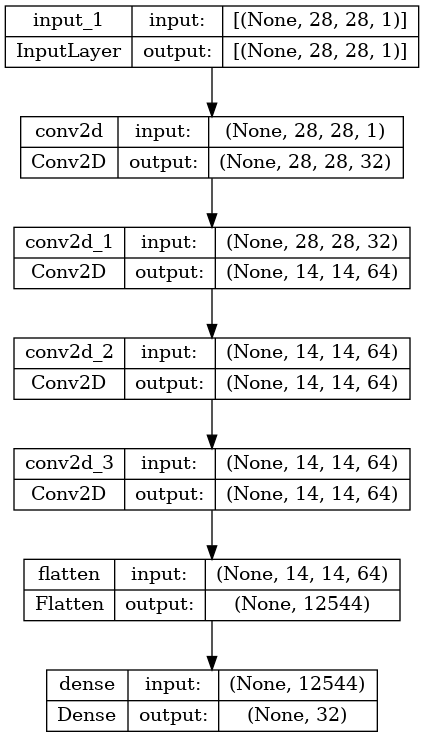 input_1 input: [(None, 28, 28, 1)]
InputLayer output: [(None, 28, 28, 1)]
conv2d input: (None, 28, 28, 1)
Conv2D output: (None, 28, 28, 32)
conv2d_1 input: (None, 28, 28, 32)
Conv2D output: (None, 14, 14, 64)
conv2d_2 input: (None, 14, 14, 64)
Conv2D output: (None, 14, 14, 64)
conv2d_3 input: (None, 14, 14, 64)
Conv2D output: (None, 14, 14, 64)
flatten input: (None, 14, 14, 64)
Flatten output: (None, 12544)
dense input: (None, 12544)
Dense output: (None, 32)